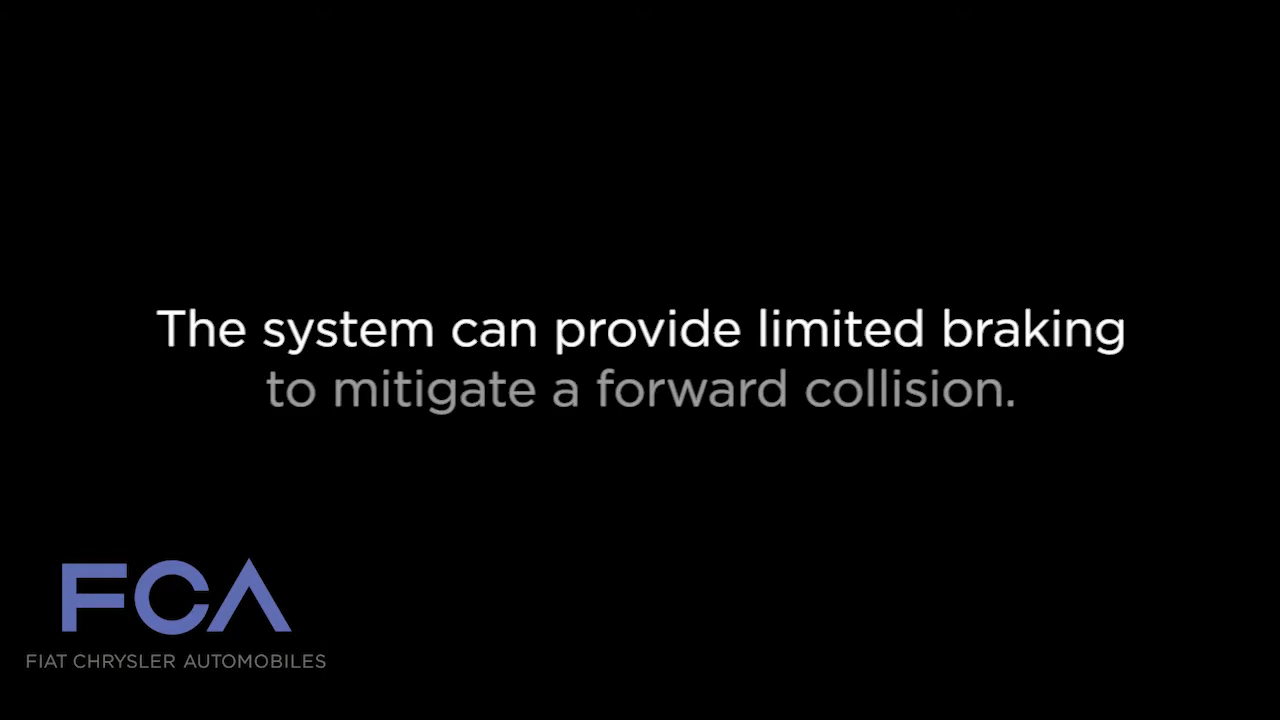 The system can provide limited braking
to mitigate a forward collision.
FCA
FIAT CHRYSLER AUTOMOBILES